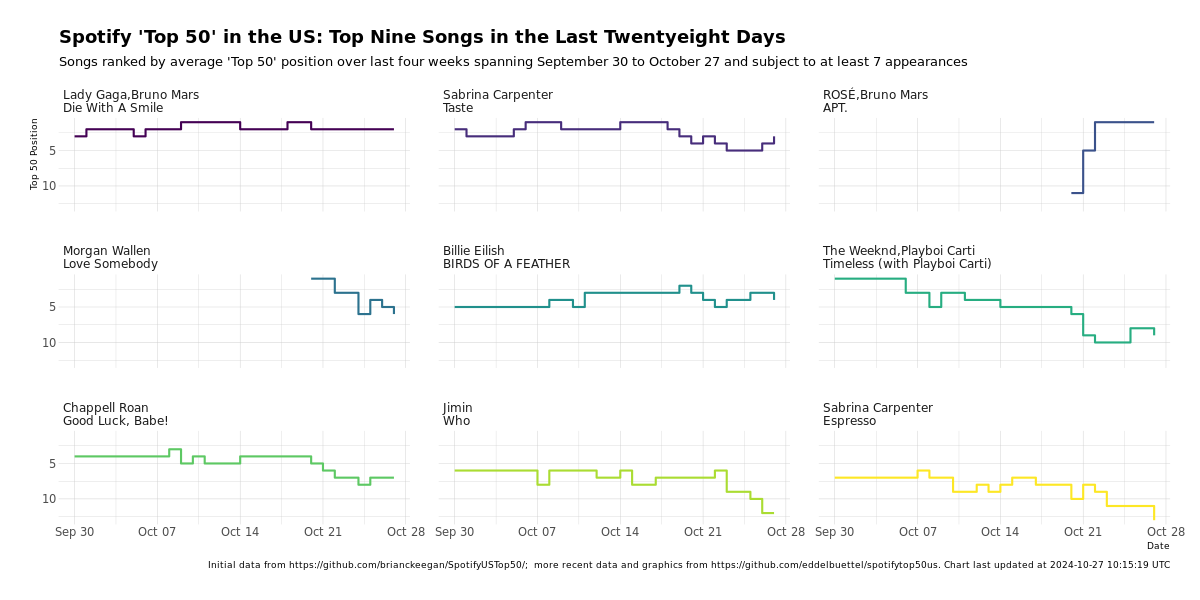 Spotify 'Top 50' in the US: Top Nine Songs in the Last Twentyeight Days
Songs ranked by average 'Top 50' position over last four weeks spanning September 30 to October 27 and subject to at least 7 appearances
Lady Gaga,Bruno Mars
Die With A Smile
Sabrina Carpenter
Taste
ROSÉ,Bruno Mars
APT.
Top 50 Position
5
10
Morgan Wallen
Love Somebody
Billie Eilish
BIRDS OF A FEATHER
The Weeknd,Playboi Carti
Timeless (with Playboi Carti)
5
10
Chappell Roan
Good Luck, Babe!
Jimin
Who
Sabrina Carpenter
Espresso
5
10
Sep 30 Oct 07 Oct 14 Oct 21 Oct 28
Sep 30 Oct 07 Oct 14 Oct 21 Oct 28
Sep 30 Oct 07 Oct 14 Oct 21 Oct 28
Date
Initial data from https://github.com/brianckeegan/SpotifyUSTop50/;  more recent data and graphics from https://github.com/eddelbuettel/spotifytop50us. Chart last updated at 2024-10-27 10:15:19 UTC